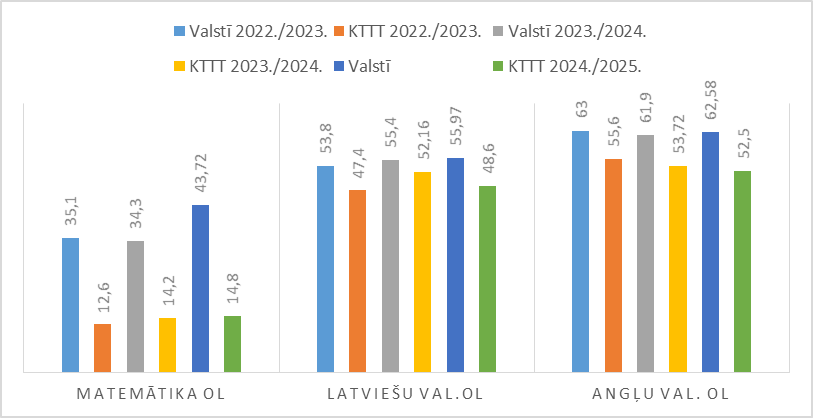 Valstī 2022./2023. KTTT 2022./2023. Valstī 2023./2024.
KTTT 2023./2024. Valstī KTTT 2024./2025.
35,1 12,6 34,3 14,2 43,72 14,8
53,8 47,4 55,4 52,16 55,97 48,6
63 55,6 61,9 53,72 62,58 52,5
MATEMĀTIKA OL LATVIEŠU VAL.OL ANGĻU VAL. OL